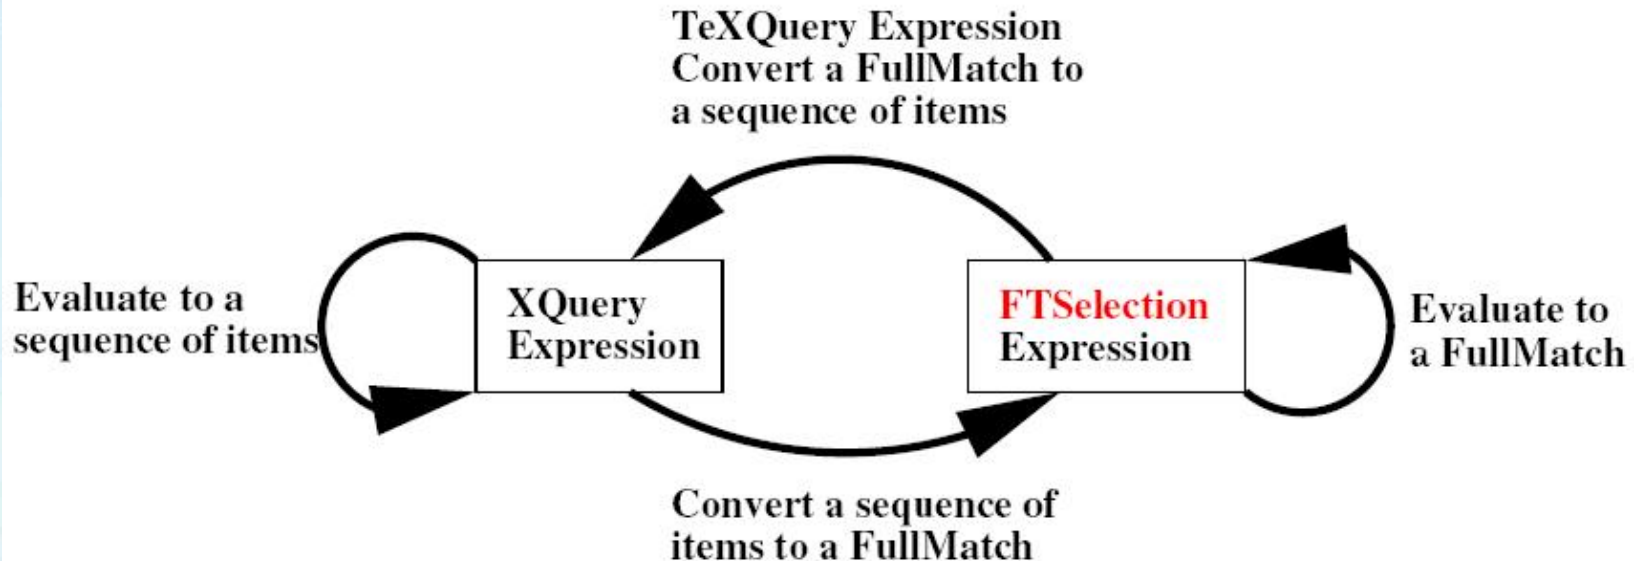 TeXQuery Expression
Convert a FullMatch to
a sequence of items
Evaluate to a
sequence of items
XQuery
Expression
FTSelection
Expression
Evaluate to
a FullMatch
Convert a sequence of
items to a FullMatch